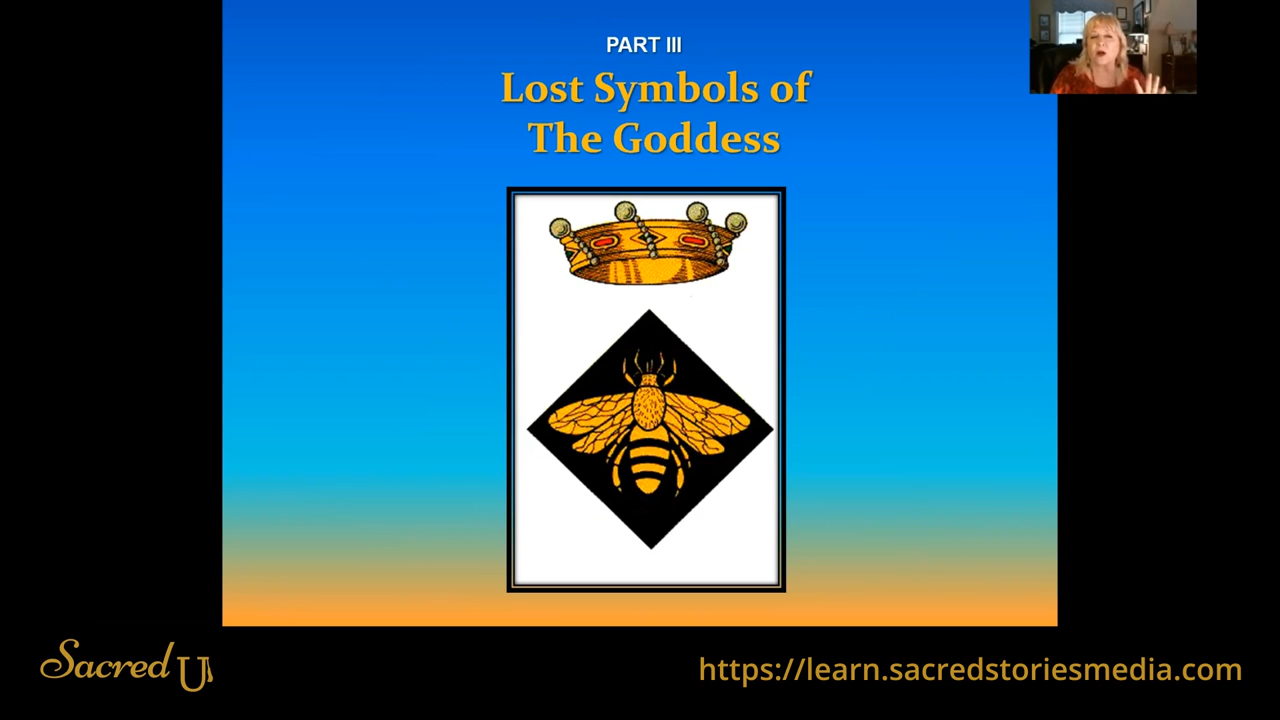 PART III
Lost Symbols of
The Goddess
Sacred U
https://learn.sacredstoriesmedia.com